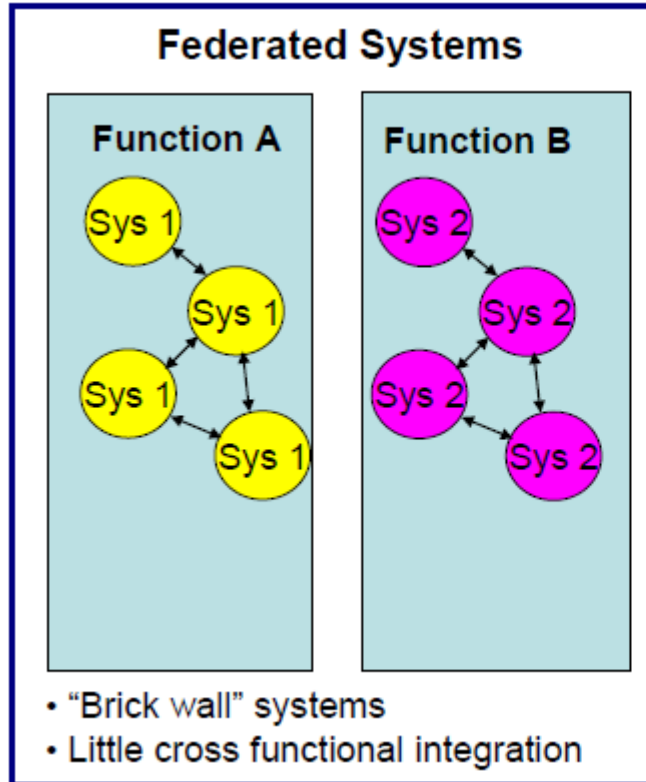 Federated Systems
Function A
Sys 1
Sys 1
Sys 1
Sys 1
Function B
Sys 2
Sys 2
Sys 2
Sys 2
• “Brick wall” systems
• Little cross functional integration